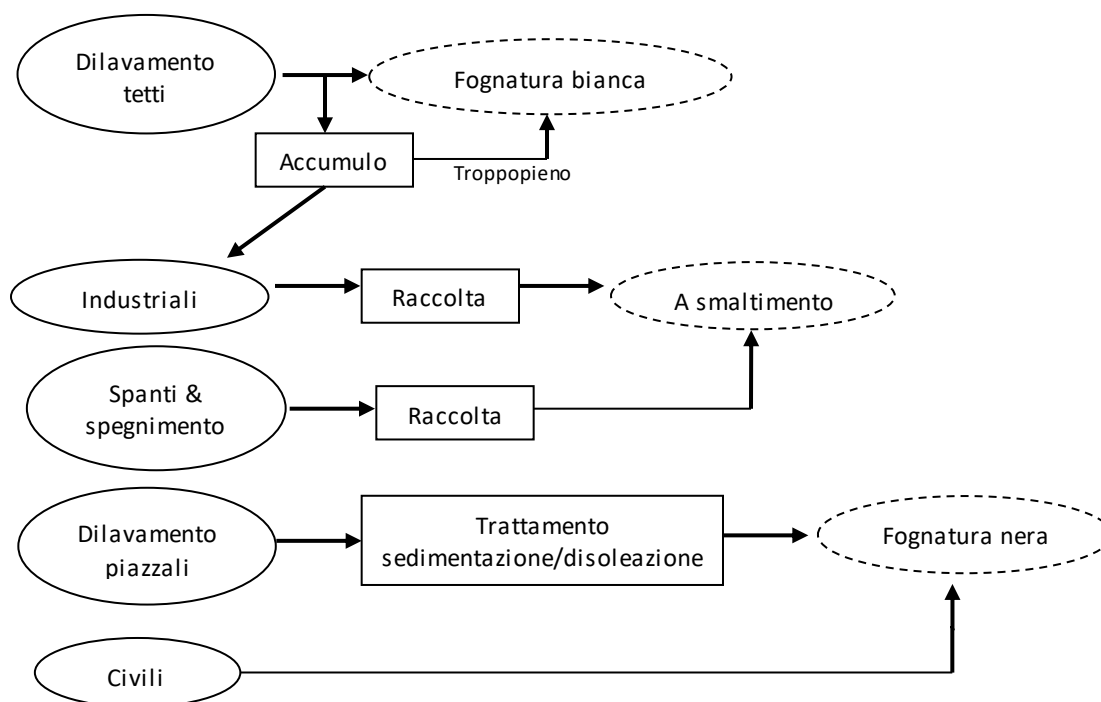 Dilavamento
tetti
Fognatura bianca
Accumulo
Troppopieno
Industriali
Raccolta
A smaltimento
Spanti &
spegnimento
Raccolta
Dilavamento
piazzali
Trattamento
sedimentazione/disoleazione
Fognatura nera
Civili